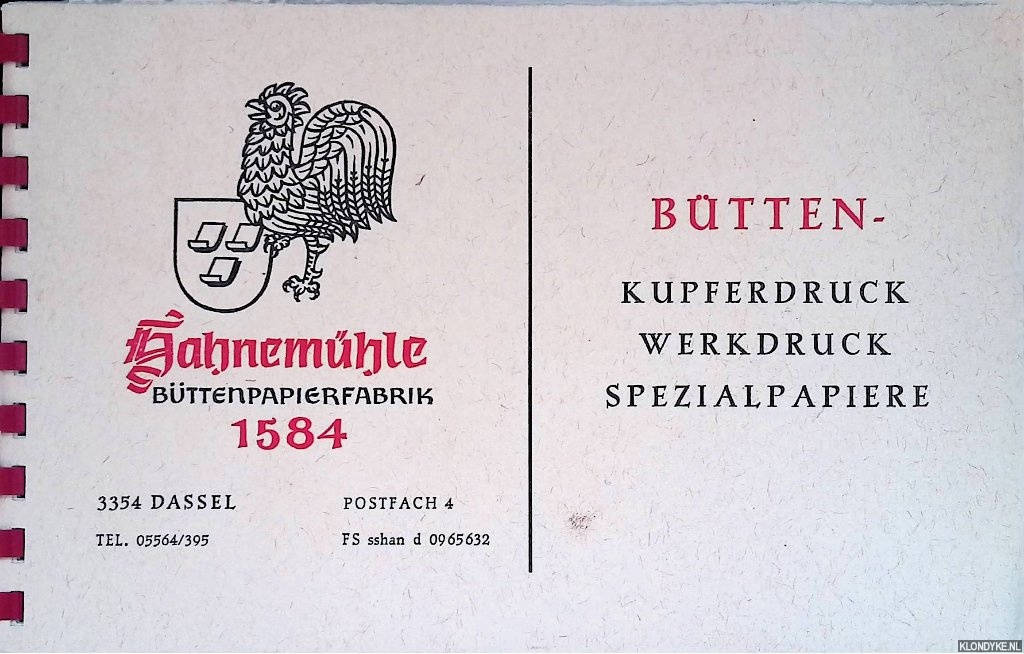 Hahnemühle
BÜTTENPAPIERFABRIK
1584
3354 DASSEL
POSTFACH 4
TEL. 05564/395
FS sshan d 0965632
BÜTTEN-
KUPFERDRUCK
WERKDRUCK
SPEZIALPAPIERE
KLONDYKE.NL